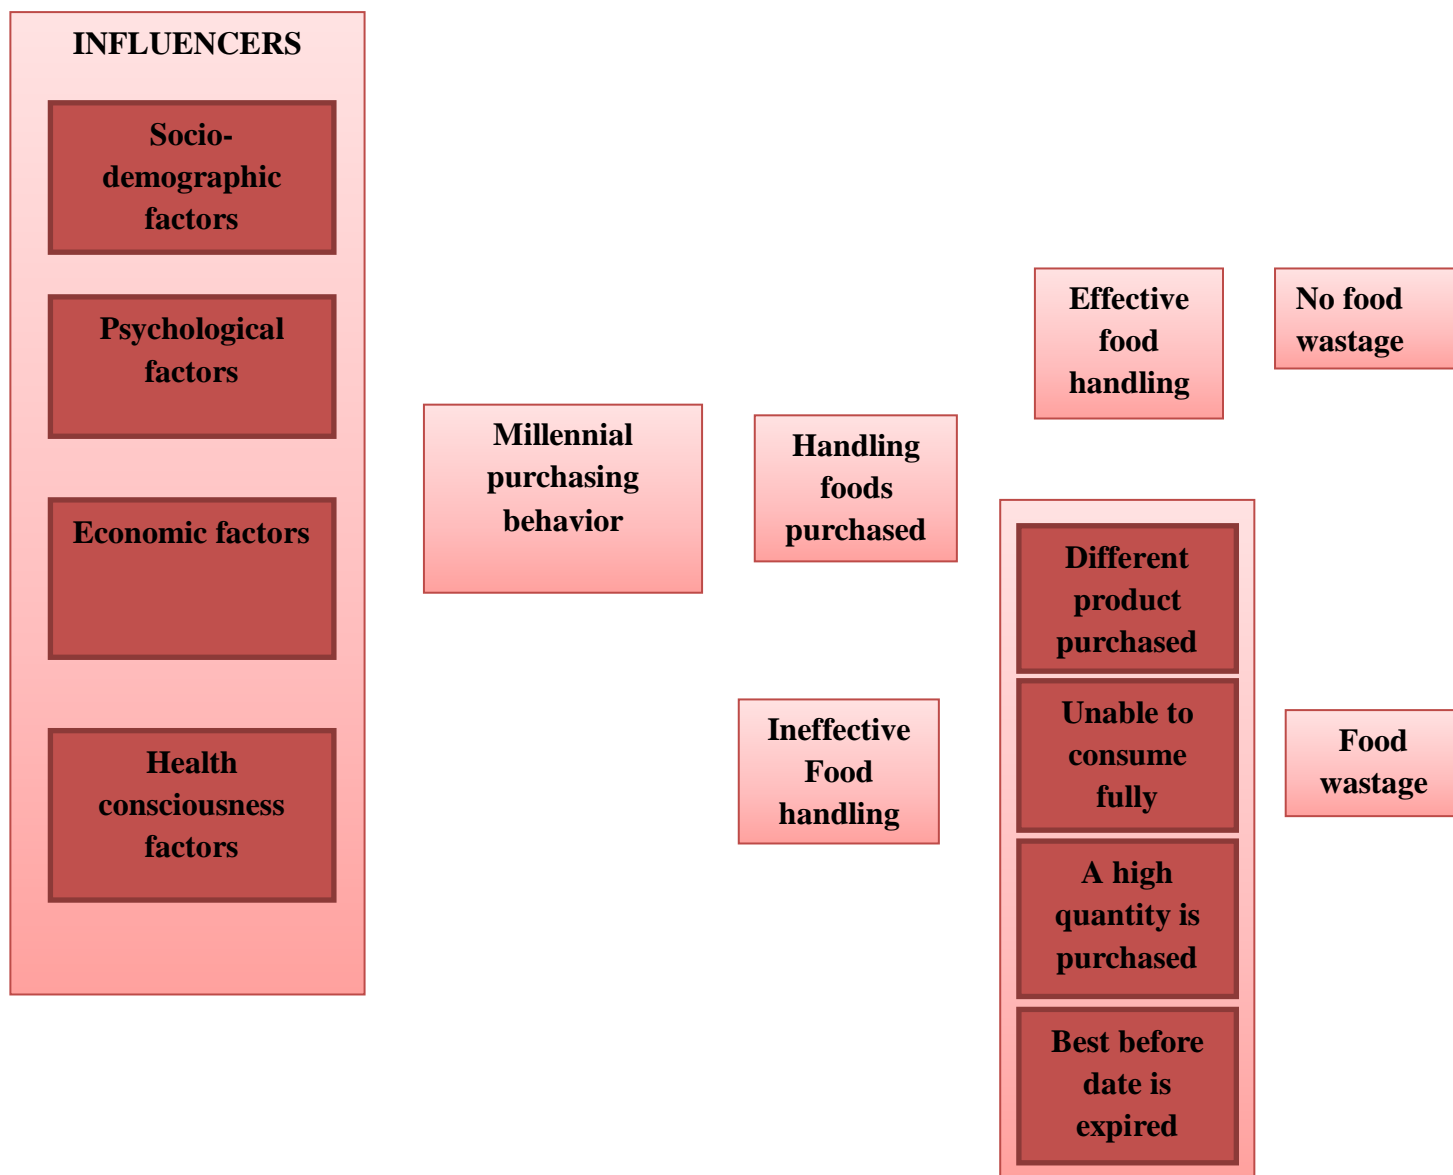 INFLUENCERS
Socio-
demographic
factors
Psychological
factors
Economic factors
Health
consciousness
factors
Millennial
purchasing
behavior
Handling
foods
purchased
Effective
food
handling
No food
wastage
Ineffective
Food
handling
Different
product
purchased
Unable to
consume
fully
A high
quantity is
purchased
Best before
date is
expired
Food
wastage